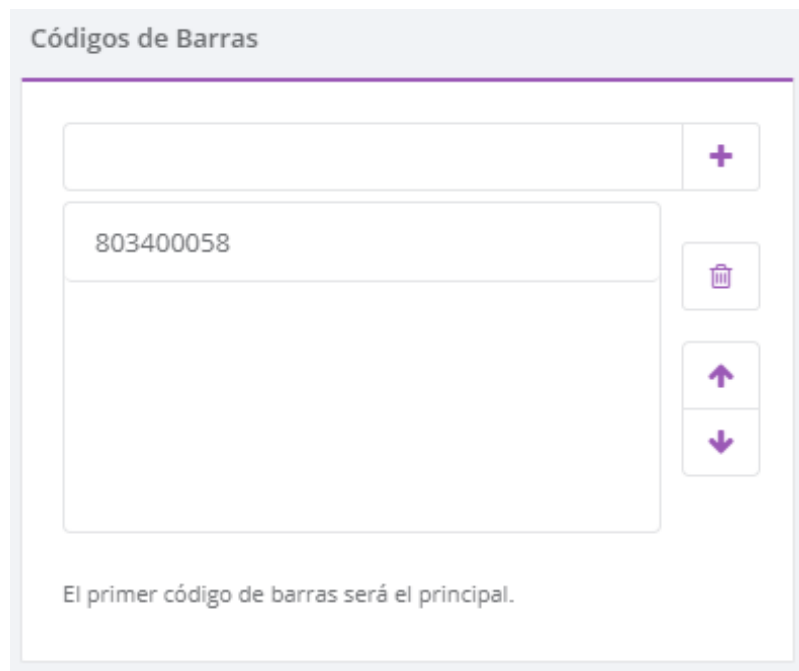 Códigos de Barras
803400058
El primer código de barras será el principal.